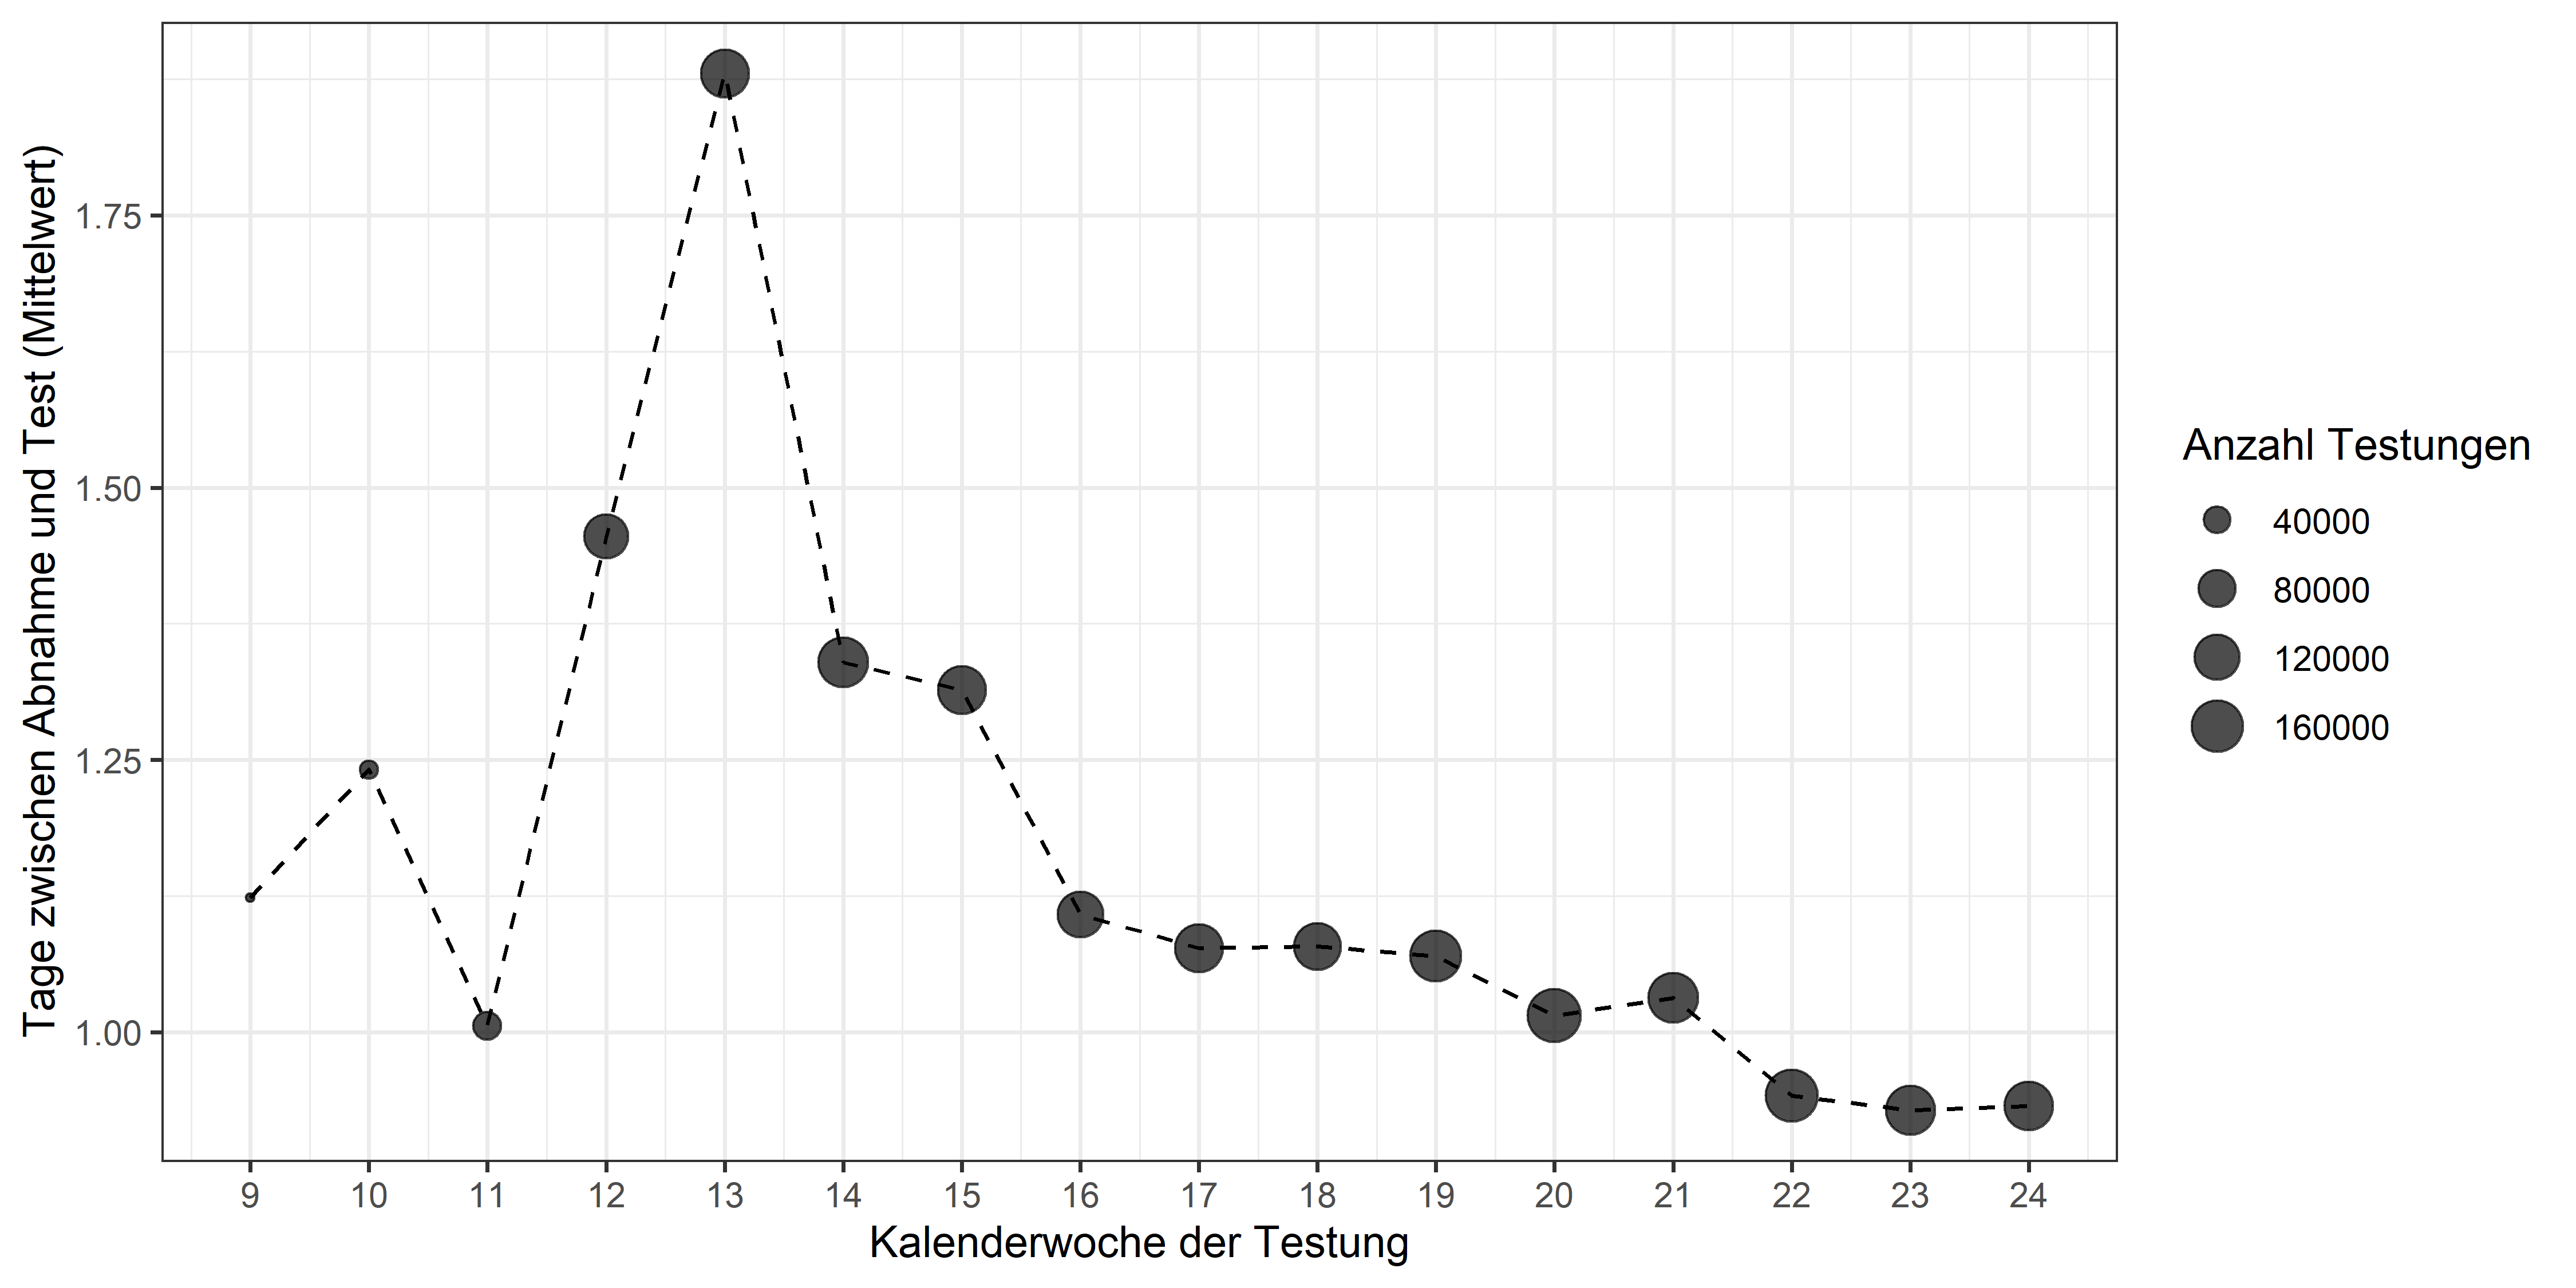 Tage zwischen Abnahme und Test (Mittelwert)
1.75
1.50
1.25
1.00
9 10 11 12 13 14 15 16 17 18 19 20 21 22 23 24
Kalenderwoche der Testung
Anzahl Testungen
40000
80000
120000
160000